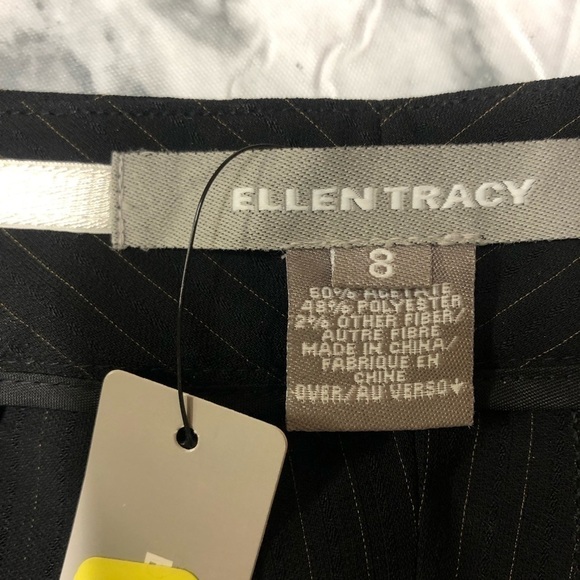 ELLEN TRACY
8
50% ACETATE
48% POLYESTER
2% OTHER FIBER/
AUTRE FIBRE
MADE IN CHINA/
FABRIQUE EN
CHINE
OVER/AU VERSO